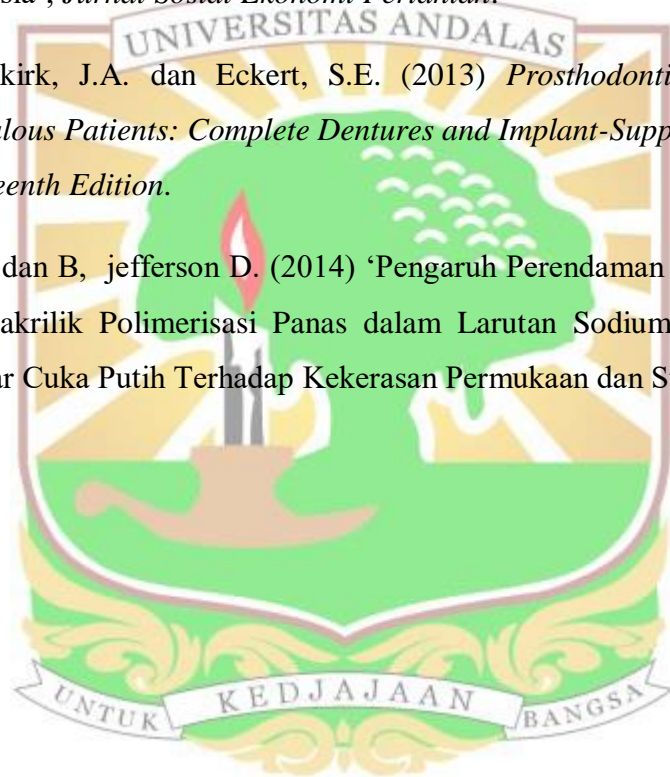 sia', Jurnal Sosial Ekonomi Pertanian.
UNIVERSITAS ANDALAS
kirk, J.A. dan Eckert, S.E. (2013) Prosthodonti
lous Patients: Complete Dentures and Implant-Supp
eenth Edition.
dan B, jefferson D. (2014) ‘Pengaruh Perendaman
akrilik Polimerisasi Panas dalam Larutan Sodium
ar Cuka Putih Terhadap Kekerasan Permukaan dan S
UNTUK KEDJAJAAN BANGSA